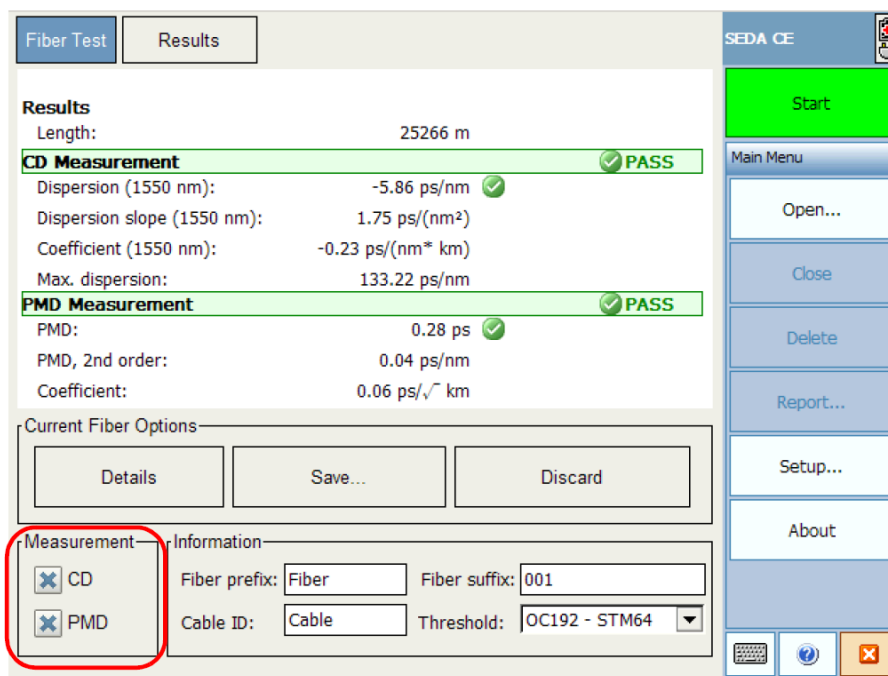 Fiber Test
Results
SEDA CE
Results
Length: 25266 m
CD Measurement PASS
Dispersion (1550 nm): -5.86 ps/nm
Dispersion slope (1550 nm): 1.75 ps/(nm²)
Coefficient (1550 nm): -0.23 ps/(nm* km)
Max. dispersion: 133.22 ps/nm
PMD Measurement PASS
PMD: 0.28 ps
PMD, 2nd order: 0.04 ps/nm
Coefficient: 0.06 ps/√‾ km
Current Fiber Options
Details
Save...
Discard
Measurement
CD
PMD
Information
Fiber prefix: Fiber
Fiber suffix: 001
Cable ID: Cable
Threshold: OC192 - STM64
Start
Main Menu
Open...
Close
Delete
Report...
Setup...
About